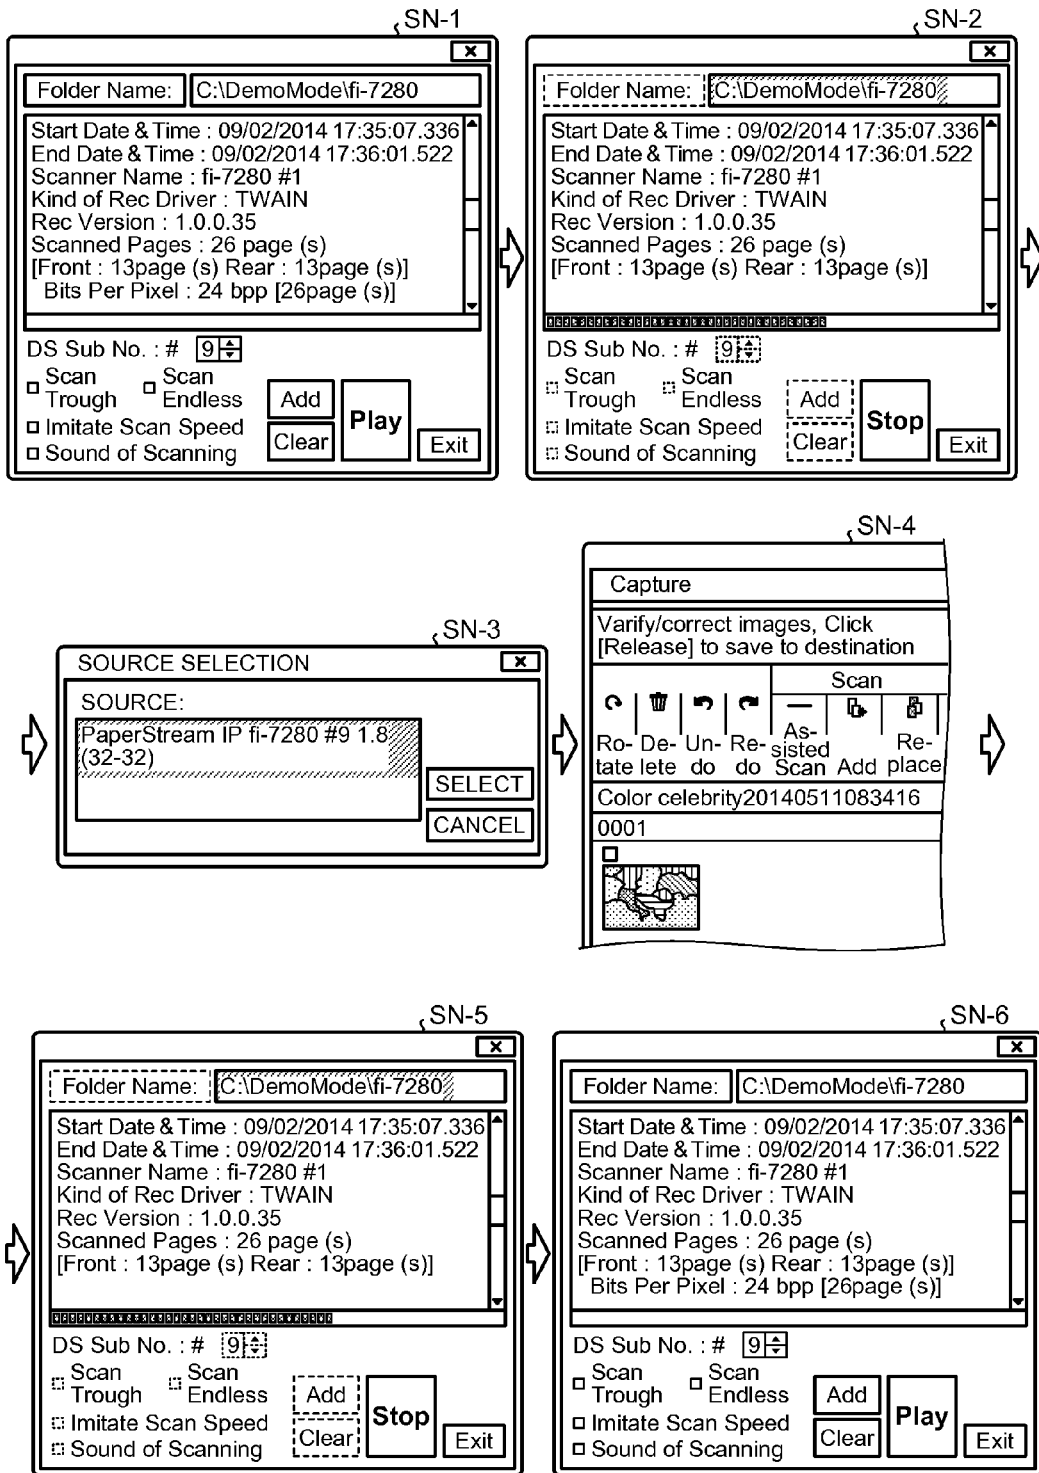 SN-1
Folder Name: C:\DemoMode\fi-7280
Start Date & Time : 09/02/2014 17:35:07.336
End Date & Time : 09/02/2014 17:36:01.522
Scanner Name : fi-7280 #1
Kind of Rec Driver : TWAIN
Rec Version : 1.0.0.35
Scanned Pages : 26 page (s)
[Front : 13page (s) Rear : 13page (s)]
Bits Per Pixel : 24 bpp [26page (s)]
DS Sub No. : # 9
Scan Trough
Scan Endless
Imitate Scan Speed
Sound of Scanning
Add
Clear
Play
Exit
SN-2
Folder Name: C:\DemoMode\fi-7280
Start Date & Time : 09/02/2014 17:35:07.336
End Date & Time : 09/02/2014 17:36:01.522
Scanner Name : fi-7280 #1
Kind of Rec Driver : TWAIN
Rec Version : 1.0.0.35
Scanned Pages : 26 page (s)
[Front : 13page (s) Rear : 13page (s)]
DS Sub No. : # 9
Scan Trough
Scan Endless
Imitate Scan Speed
Sound of Scanning
Add
Clear
Stop
Exit
SN-3
SOURCE SELECTION
SOURCE:
PaperStream IP fi-7280 #9 1.8
(32-32)
SELECT
CANCEL
SN-4
Capture
Varify/correct images, Click
[Release] to save to destination
Scan
Ro-
tate
De-
lete
Un-
do
Re-
do
As-
sisted
Scan
Add
Re-
place
Color celebrity20140511083416
0001
SN-5
Folder Name: C:\DemoMode\fi-7280
Start Date & Time : 09/02/2014 17:35:07.336
End Date & Time : 09/02/2014 17:36:01.522
Scanner Name : fi-7280 #1
Kind of Rec Driver : TWAIN
Rec Version : 1.0.0.35
Scanned Pages : 26 page (s)
[Front : 13page (s) Rear : 13page (s)]
DS Sub No. : # 9
Scan Trough
Scan Endless
Imitate Scan Speed
Sound of Scanning
Add
Clear
Stop
Exit
SN-6
Folder Name: C:\DemoMode\fi-7280
Start Date & Time : 09/02/2014 17:35:07.336
End Date & Time : 09/02/2014 17:36:01.522
Scanner Name : fi-7280 #1
Kind of Rec Driver : TWAIN
Rec Version : 1.0.0.35
Scanned Pages : 26 page (s)
[Front : 13page (s) Rear : 13page (s)]
Bits Per Pixel : 24 bpp [26page (s)]
DS Sub No. : # 9
Scan Trough
Scan Endless
Imitate Scan Speed
Sound of Scanning
Add
Clear
Play
Exit